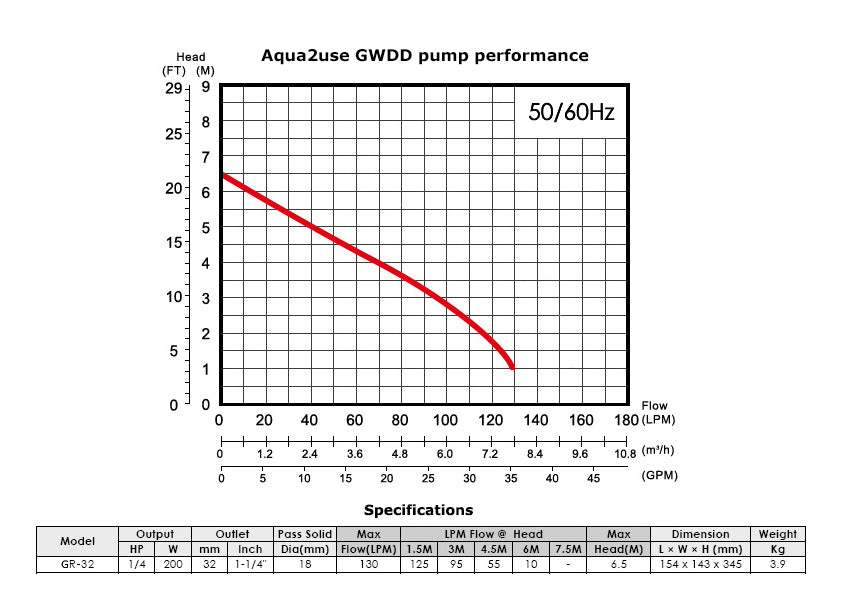 Aqua2use GWDD pump performance
Head
(FT) (M)
50/60Hz
29 9
8
25
7
20 6
5
15
4
10 3
2
5
1
0 0
0 20 40 60 80 100 120 140 160 180 Flow (LPM)
0 1.2 2.4 3.6 4.8 6.0 7.2 8.4 9.6 10.8 (m³/h)
0 5 10 15 20 25 30 35 40 45 (GPM)
Specifications
Model Output Outlet Pass Solid Max LPM Flow @ Head Max Dimension Weight
HP W mm Inch Dia(mm) Flow(LPM) 1.5M 3M 4.5M 6M 7.5M Head(M) L × W × H (mm) Kg
GR-32 1/4 200 32 1-1/4" 18 130 125 95 55 10 - 6.5 154 x 143 x 345 3.9